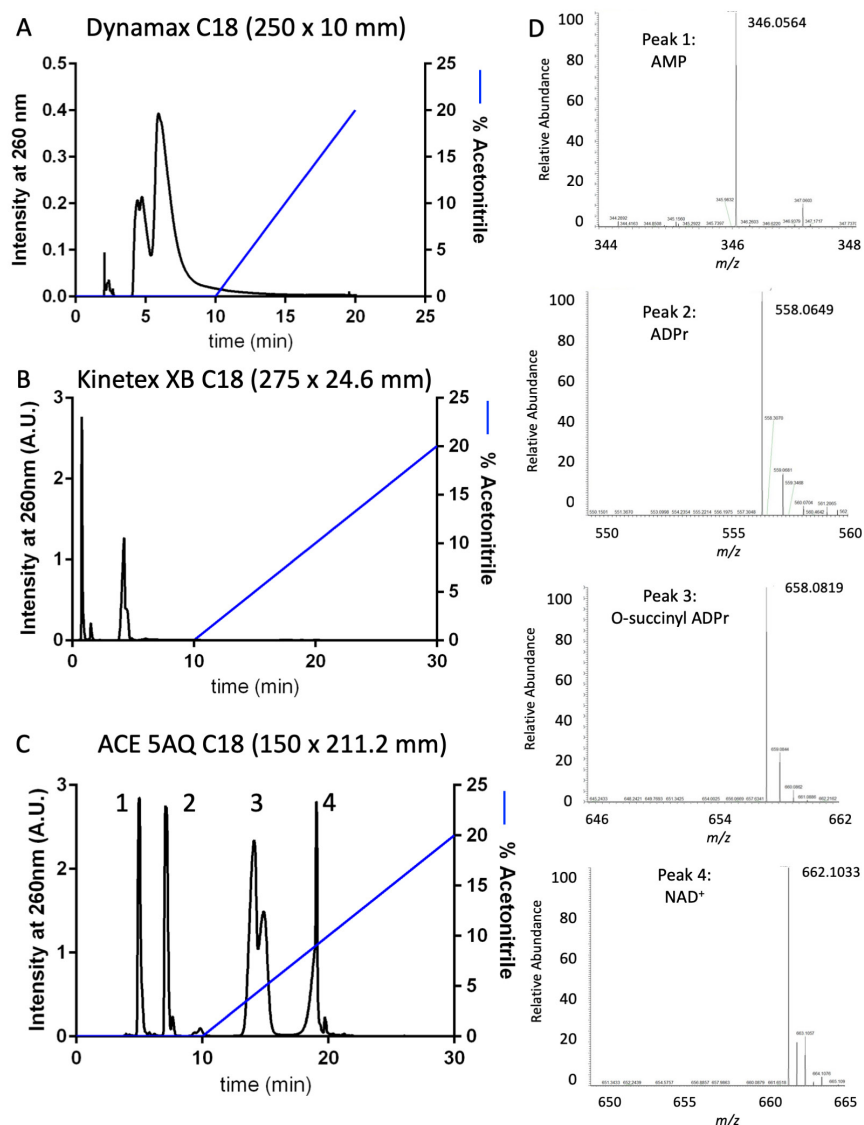 A
Dynamax C18 (250 x 10 mm)
Intensity at 260 nm
0.5
0.4
0.3
0.2
0.1
0.0
25
20
15
10
5
0
% Acetonitrile
0 5 10 15 20 25
time (min)
B
Kinetex XB C18 (275 x 24.6 mm)
Intensity at 260nm (A.U.)
3
2
1
0
25
20
15
10
5
0
% Acetonitrile
0 10 20 30
time (min)
C
ACE 5AQ C18 (150 x 211.2 mm)
Intensity at 260nm (A.U.)
3
2
1
0
1 2 3 4
25
20
15
10
5
0
% Acetonitrile
0 10 20 30
time (min)
D
Peak 1:
AMP
346.0564
Relative Abundance
100
80
60
40
20
0
344 346 348
m/z
Peak 2:
ADPr
558.0649
Relative Abundance
100
80
60
40
20
0
550 555 560
m/z
Peak 3:
O-succinyl ADPr
658.0819
Relative Abundance
100
80
60
40
20
0
646 654 662
m/z
Peak 4:
NAD⁺
662.1033
Relative Abundance
100
80
60
40
20
0
650 655 660 665
m/z